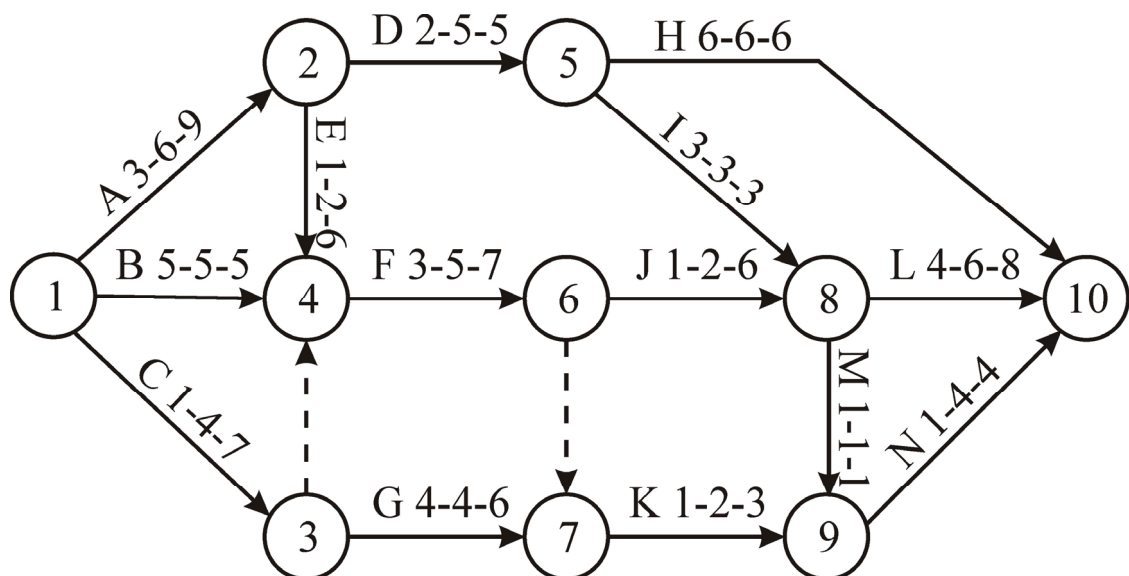 D 2-5-5
H 6-6-6
2
5
A 3-6-9
E 1-2-6
I 3-3-3
B 5-5-5
F 3-5-7
J 1-2-6
L 4-6-8
1
4
6
8
10
C 1-4-7
M 1-1-1
N 1-4-4
G 4-4-6
K 1-2-3
3
7
9